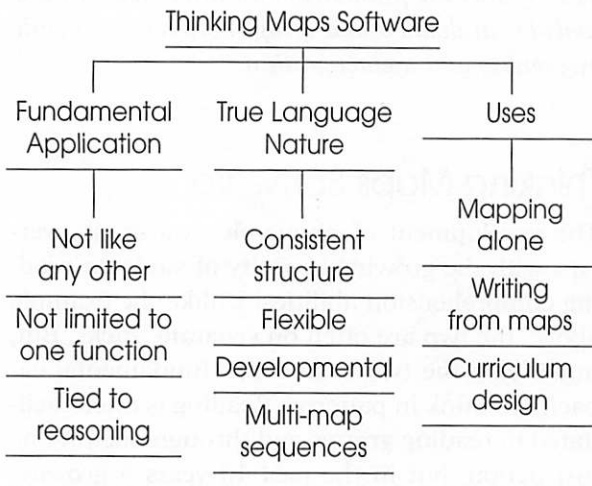 Thinking Maps Software
Fundamental
Application
Not like
any other
Not limited to
one function
Tied to
reasoning
True Language
Nature
Consistent
structure
Flexible
Developmental
Multi-map
sequences
Uses
Mapping
alone
Writing
from maps
Curriculum
design